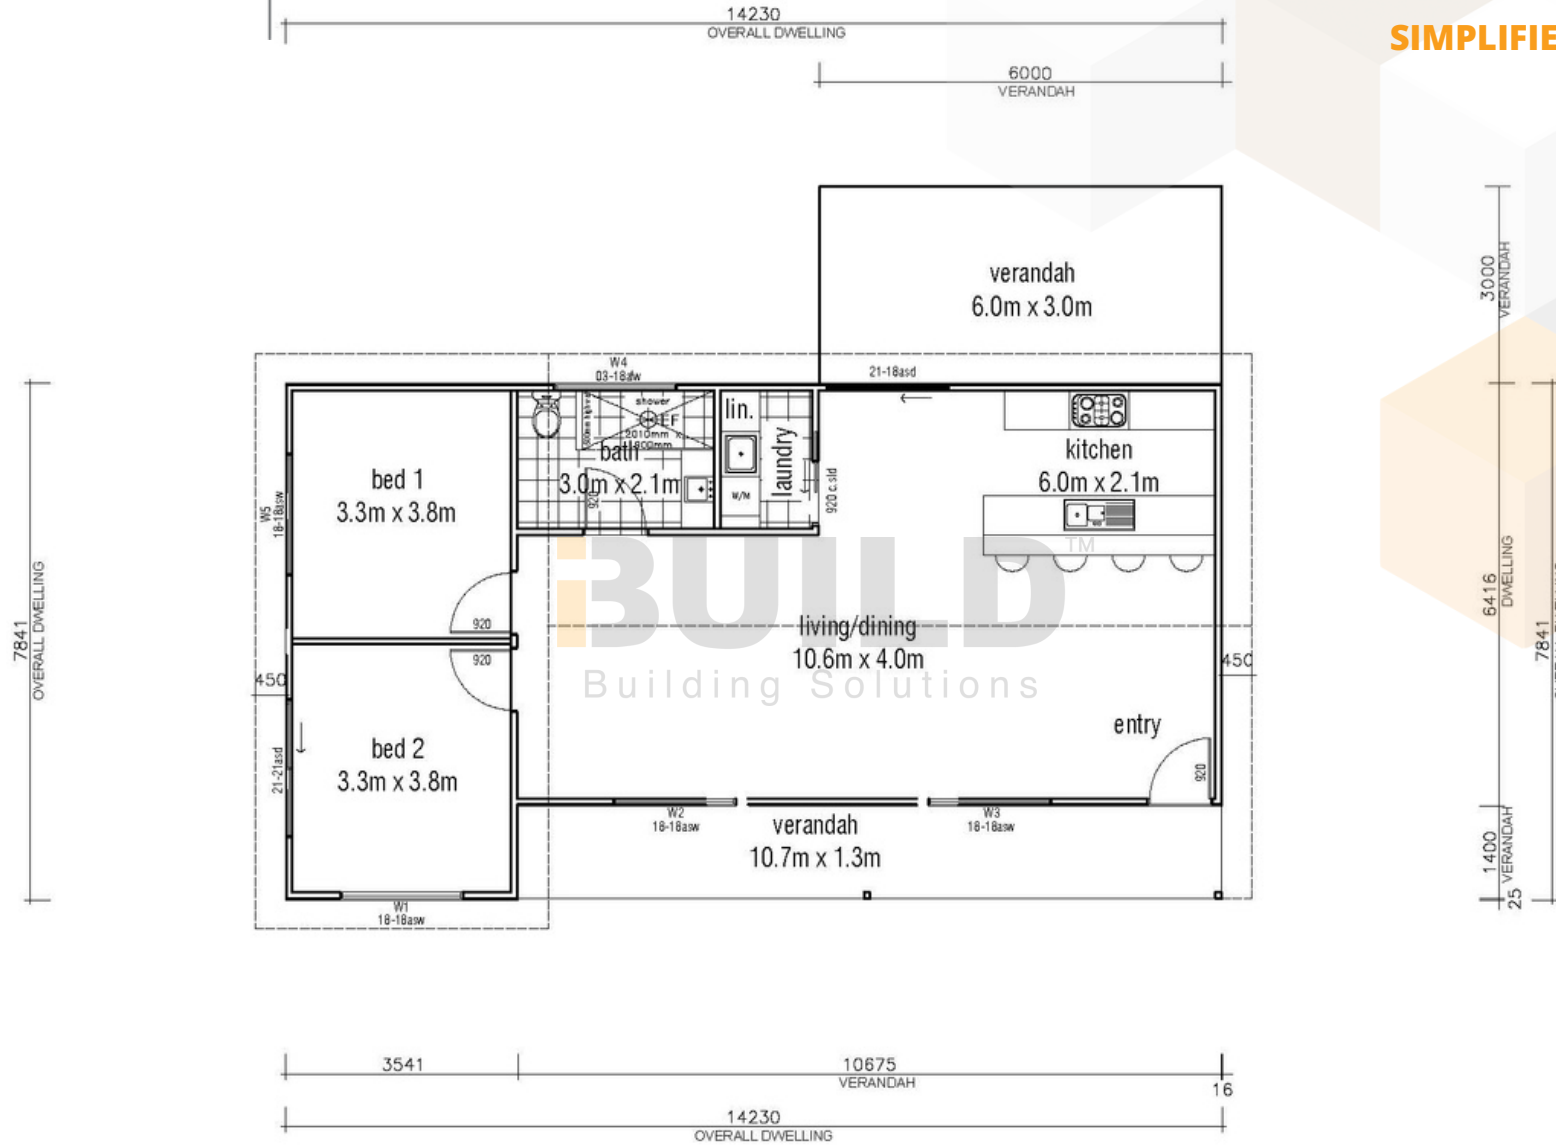 14230
OVERALL DWELLING
SIMPLIFIE
6000
VERANDAH
verandah
6.0m x 3.0m
3000
VERANDAH
W4
03-18afw
21-18asd
shower
EF
2010mm x
900mm
lin.
bath
3.0m x 2.1m
920
laundry
W/M
920 c.sld
kitchen
6.0m x 2.1m
bed 1
3.3m x 3.8m
W5
18-18asw
920
7841
OVERALL DWELLING
450
920
iBUILD™
Building Solutions
living/dining
10.6m x 4.0m
450
6416
DWELLING
7841
entry
920
bed 2
3.3m x 3.8m
21-21asd
W2
18-18asw
W3
18-18asw
verandah
10.7m x 1.3m
1400
VERANDAH
25
W1
18-18asw
3541
10675
VERANDAH
16
14230
OVERALL DWELLING